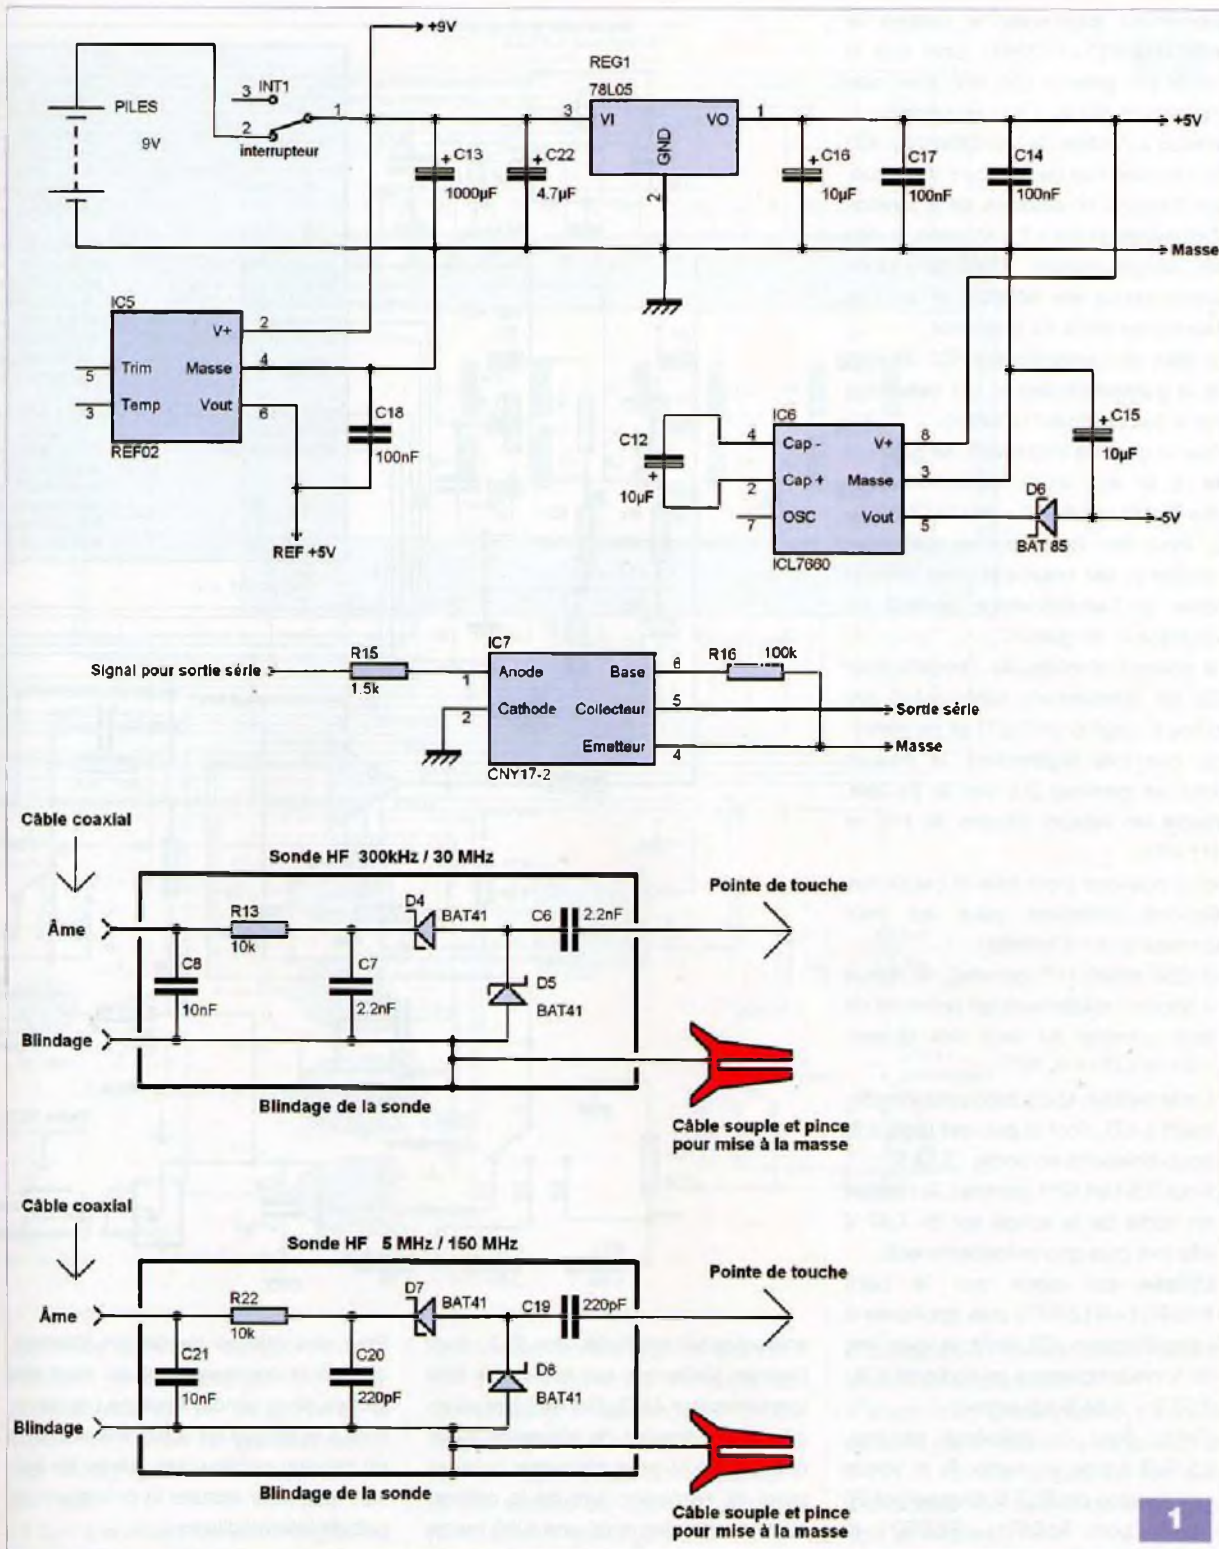 +9V
REG1
78L05
INT1
3
PILES
9V
2
1
interrupteur
3
VI
VO
GND
1
2
+5V
C13
1000µF
C22
4.7µF
C16
10µF
C17
100nF
C14
100nF
Masse
IC5
V+
2
5
Trim
Masse
4
3
Temp
Vout
6
REF02
C18
100nF
REF +5V
IC6
C12
10µF
4
Cap -
V+
8
2
Cap +
Masse
3
7
OSC
Vout
5
ICL7660
C15
10µF
D6
BAT 85
-5V
IC7
Signal pour sortie série
R15
1.5k
1
Anode
Base
6
R16
100k
2
Cathode
Collecteur
5
Sortie série
Emetteur
4
Masse
CNY17-2
Câble coaxial
Sonde HF 300kHz / 30 MHz
Pointe de touche
Âme
R13
10k
D4
BAT41
C6
2.2nF
C8
10nF
C7
2.2nF
D5
BAT41
Blindage
Blindage de la sonde
Câble souple et pince
pour mise à la masse
Câble coaxial
Sonde HF 5 MHz / 150 MHz
Pointe de touche
Âme
R22
10k
D7
BAT41
C19
220pF
C21
10nF
C20
220pF
D8
BAT41
Blindage
Blindage de la sonde
Câble souple et pince
pour mise à la masse
1